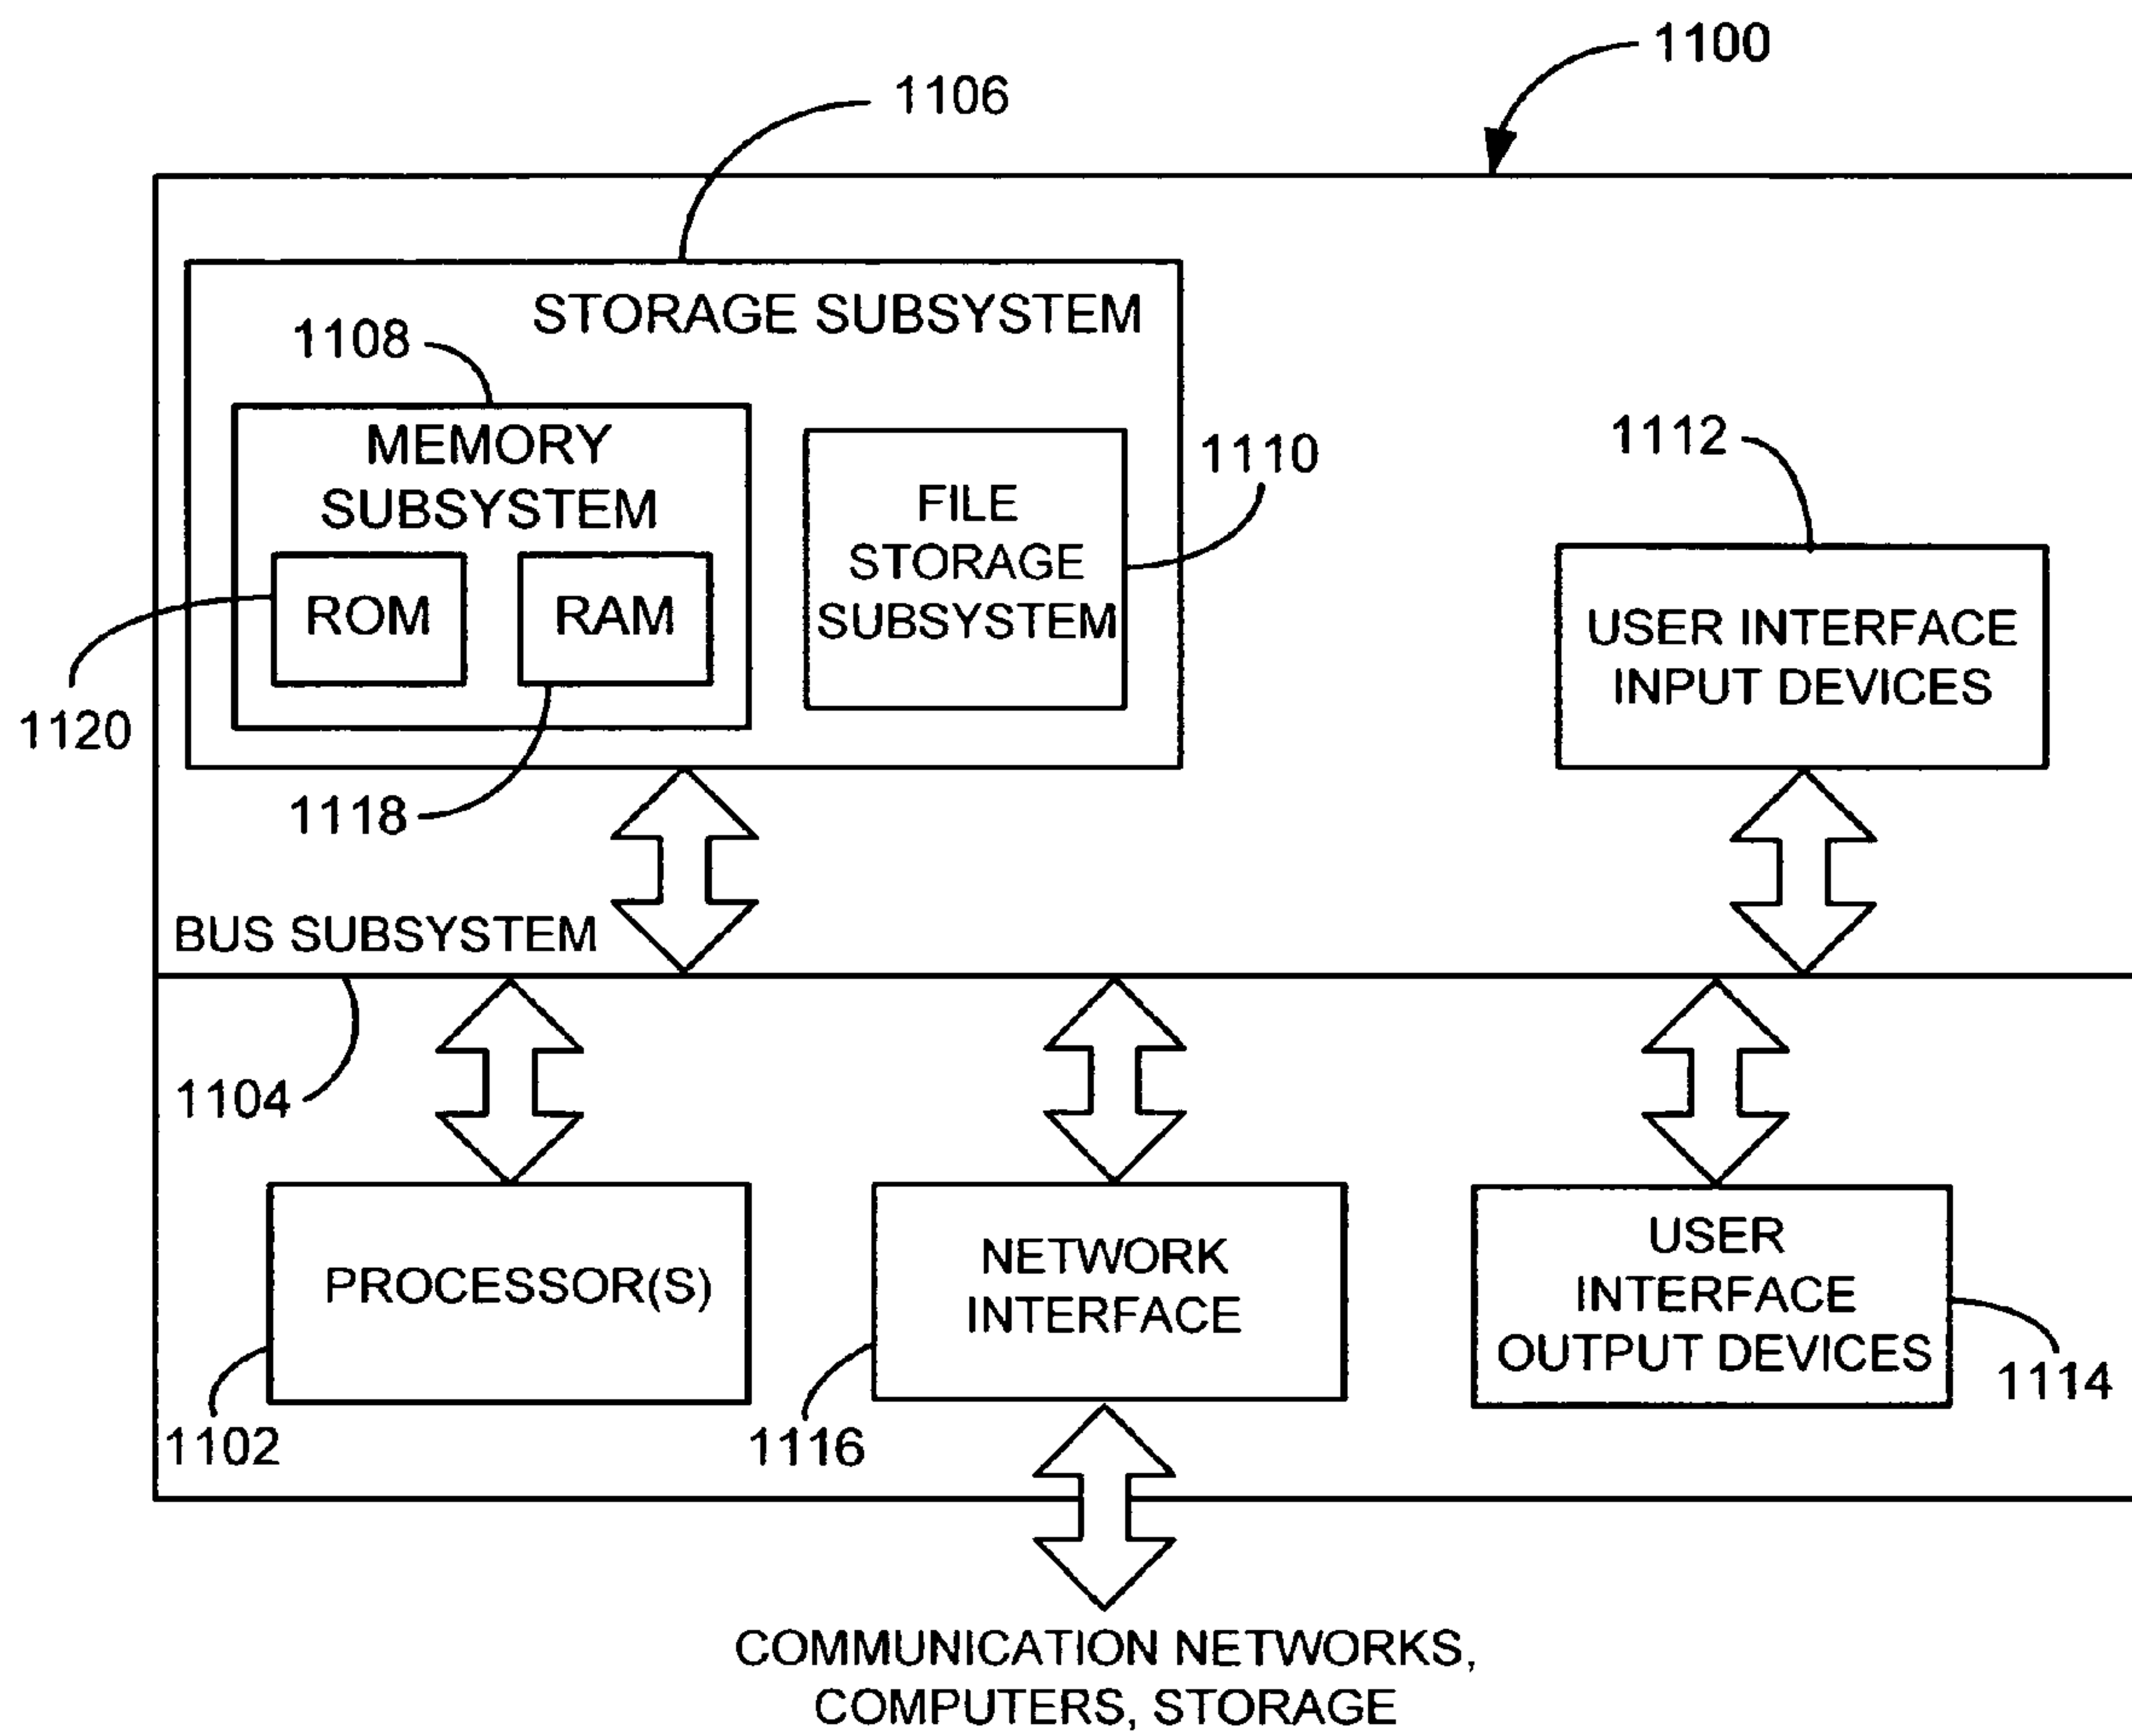 1100
1106
STORAGE SUBSYSTEM
1108
MEMORY
SUBSYSTEM
ROM
RAM
FILE
STORAGE
SUBSYSTEM
1110
1112
USER INTERFACE
INPUT DEVICES
1120
1118
BUS SUBSYSTEM
1104
PROCESSOR(S)
NETWORK
INTERFACE
USER
INTERFACE
OUTPUT DEVICES
1102
1116
1114
COMMUNICATION NETWORKS,
COMPUTERS, STORAGE